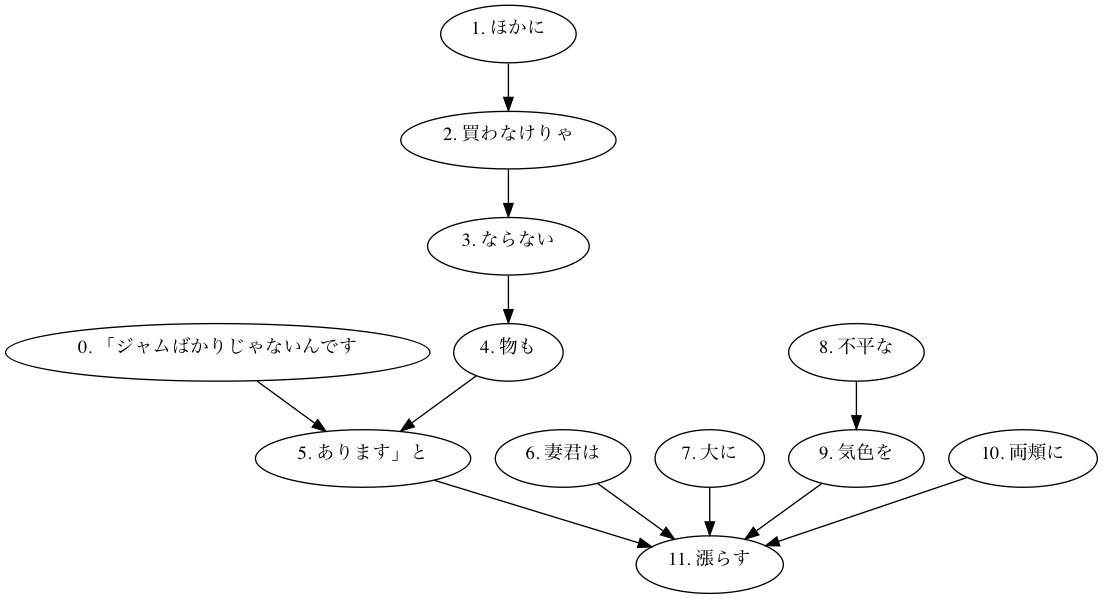 1. ほかに
2. 買わなけりゃ
3. ならない
0. 「ジャムばかりじゃないんです
4. 物も
8. 不平な
5. あります」と
6. 妻君は
7. 大に
9. 気色を
10. 両頬に
11. 漲らす